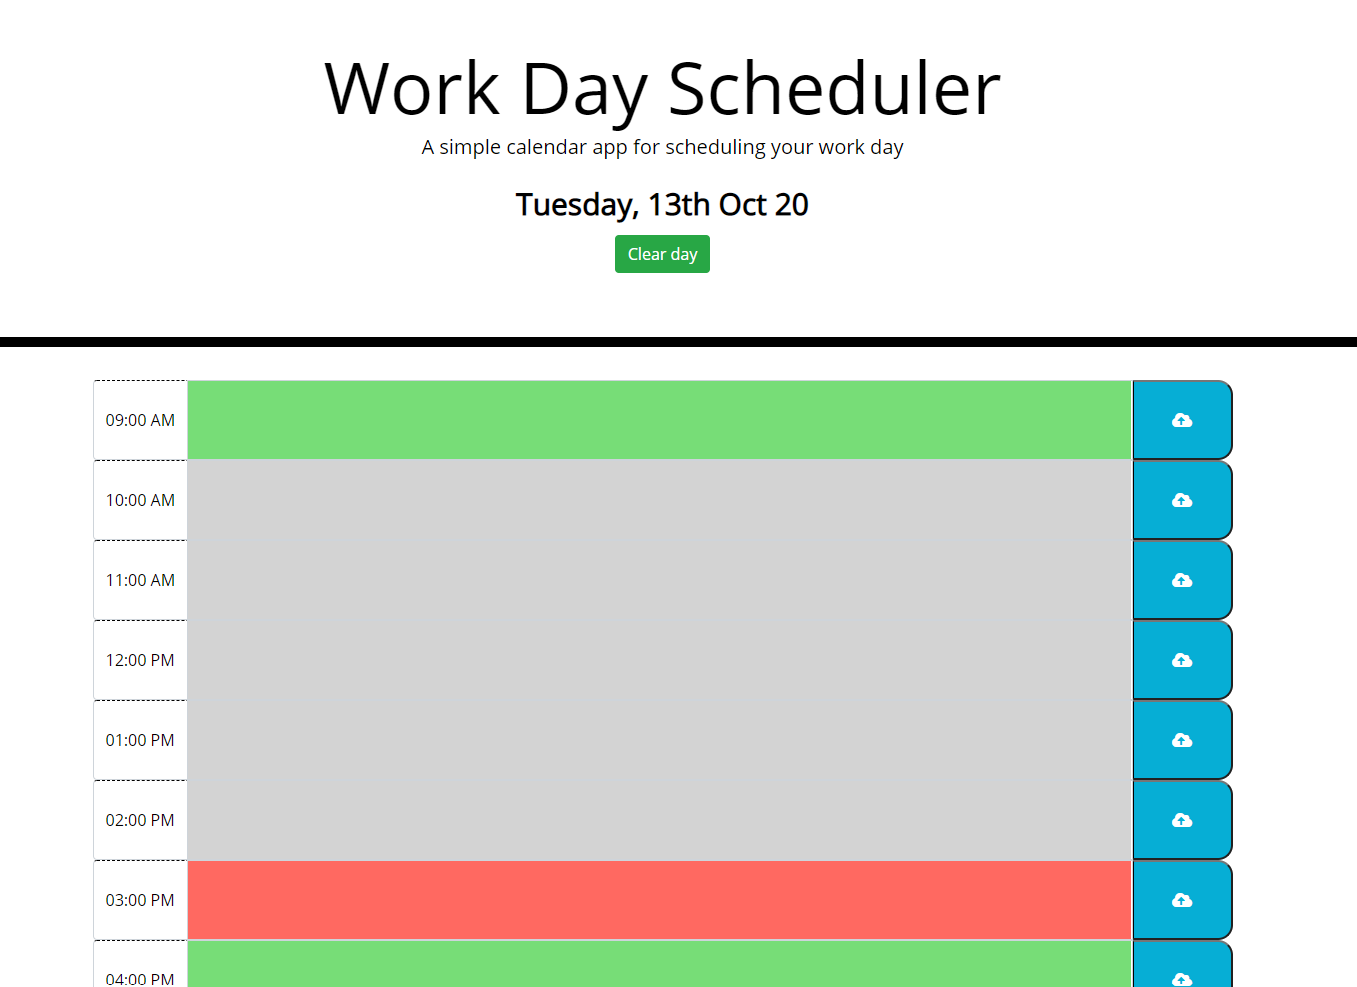 Work Day Scheduler
A simple calendar app for scheduling your work day
Tuesday, 13th Oct 20
Clear day
09:00 AM
10:00 AM
11:00 AM
12:00 PM
01:00 PM
02:00 PM
03:00 PM
04:00 PM